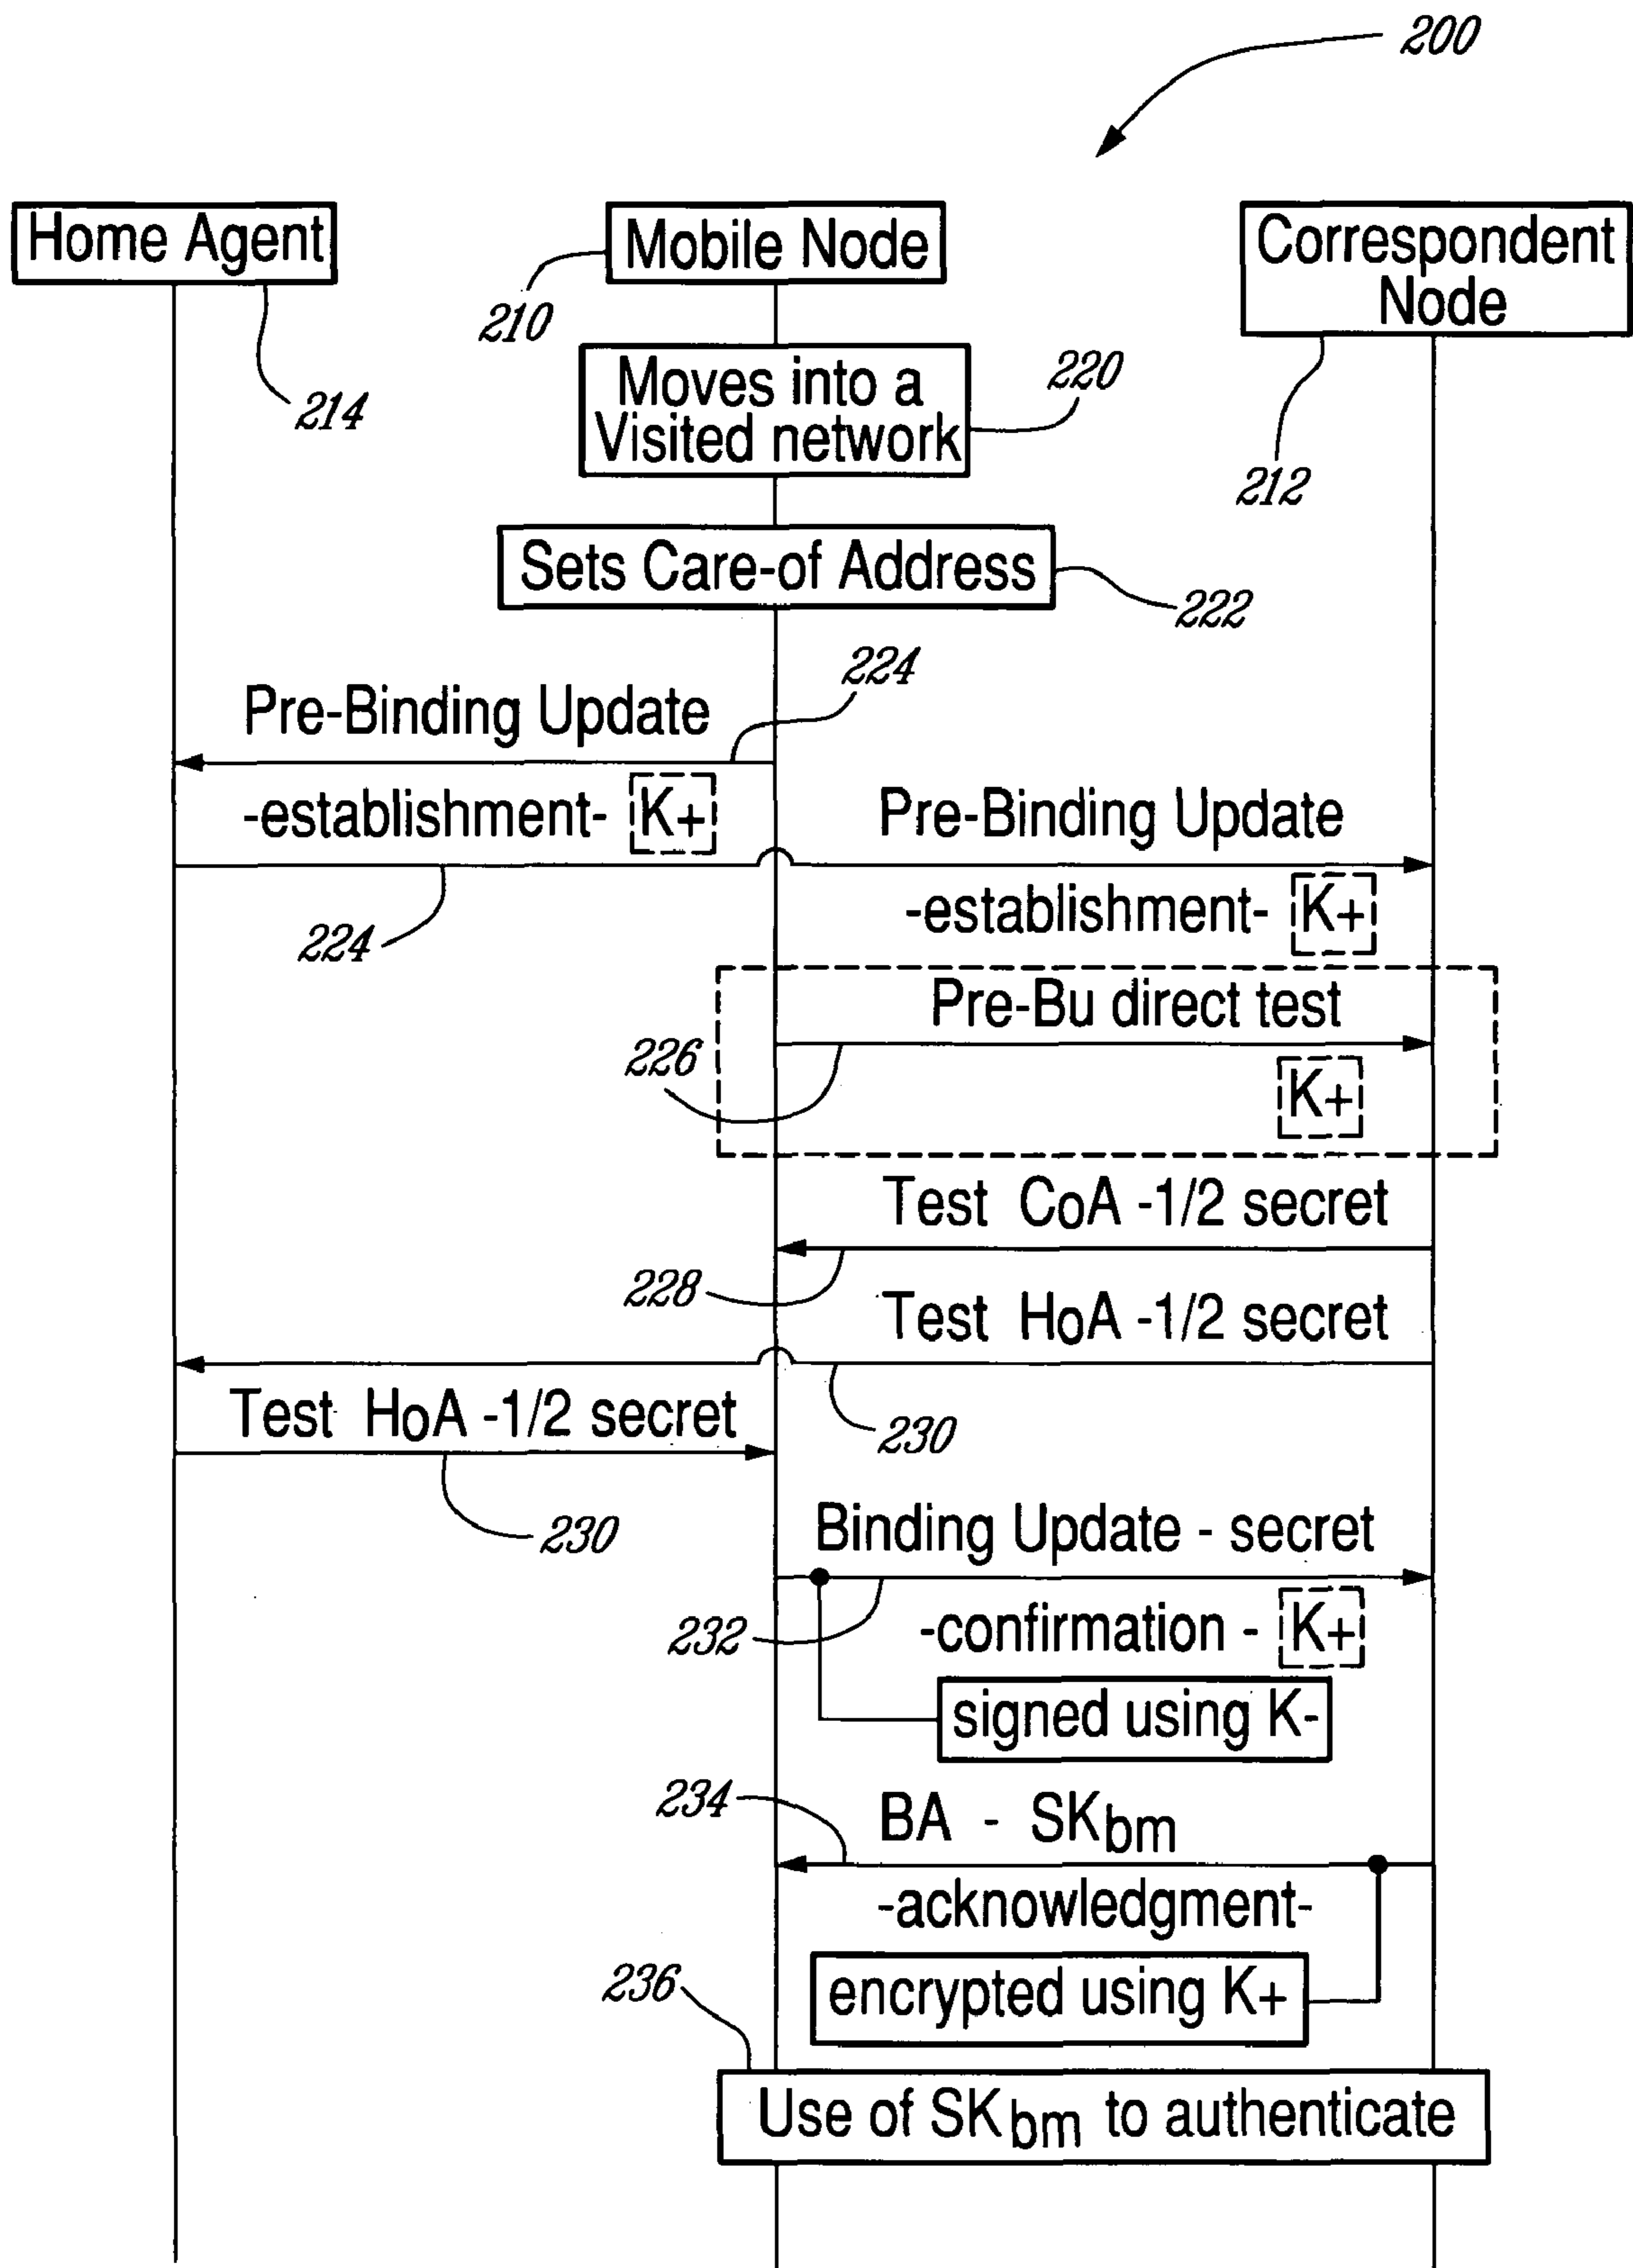 200
Home Agent
Mobile Node
Correspondent
Node
210
214
212
Moves into a
Visited network
220
Sets Care-of Address
222
224
Pre-Binding Update
-establishment- K+
Pre-Binding Update
224
-establishment- K+
Pre-Bu direct test
226
K+
Test CoA -1/2 secret
228
Test HoA -1/2 secret
230
Test HoA -1/2 secret
230
Binding Update - secret
232
-confirmation - K+
signed using K-
234
BA - SKbm
-acknowledgment-
encrypted using K+
236
Use of SKbm to authenticate